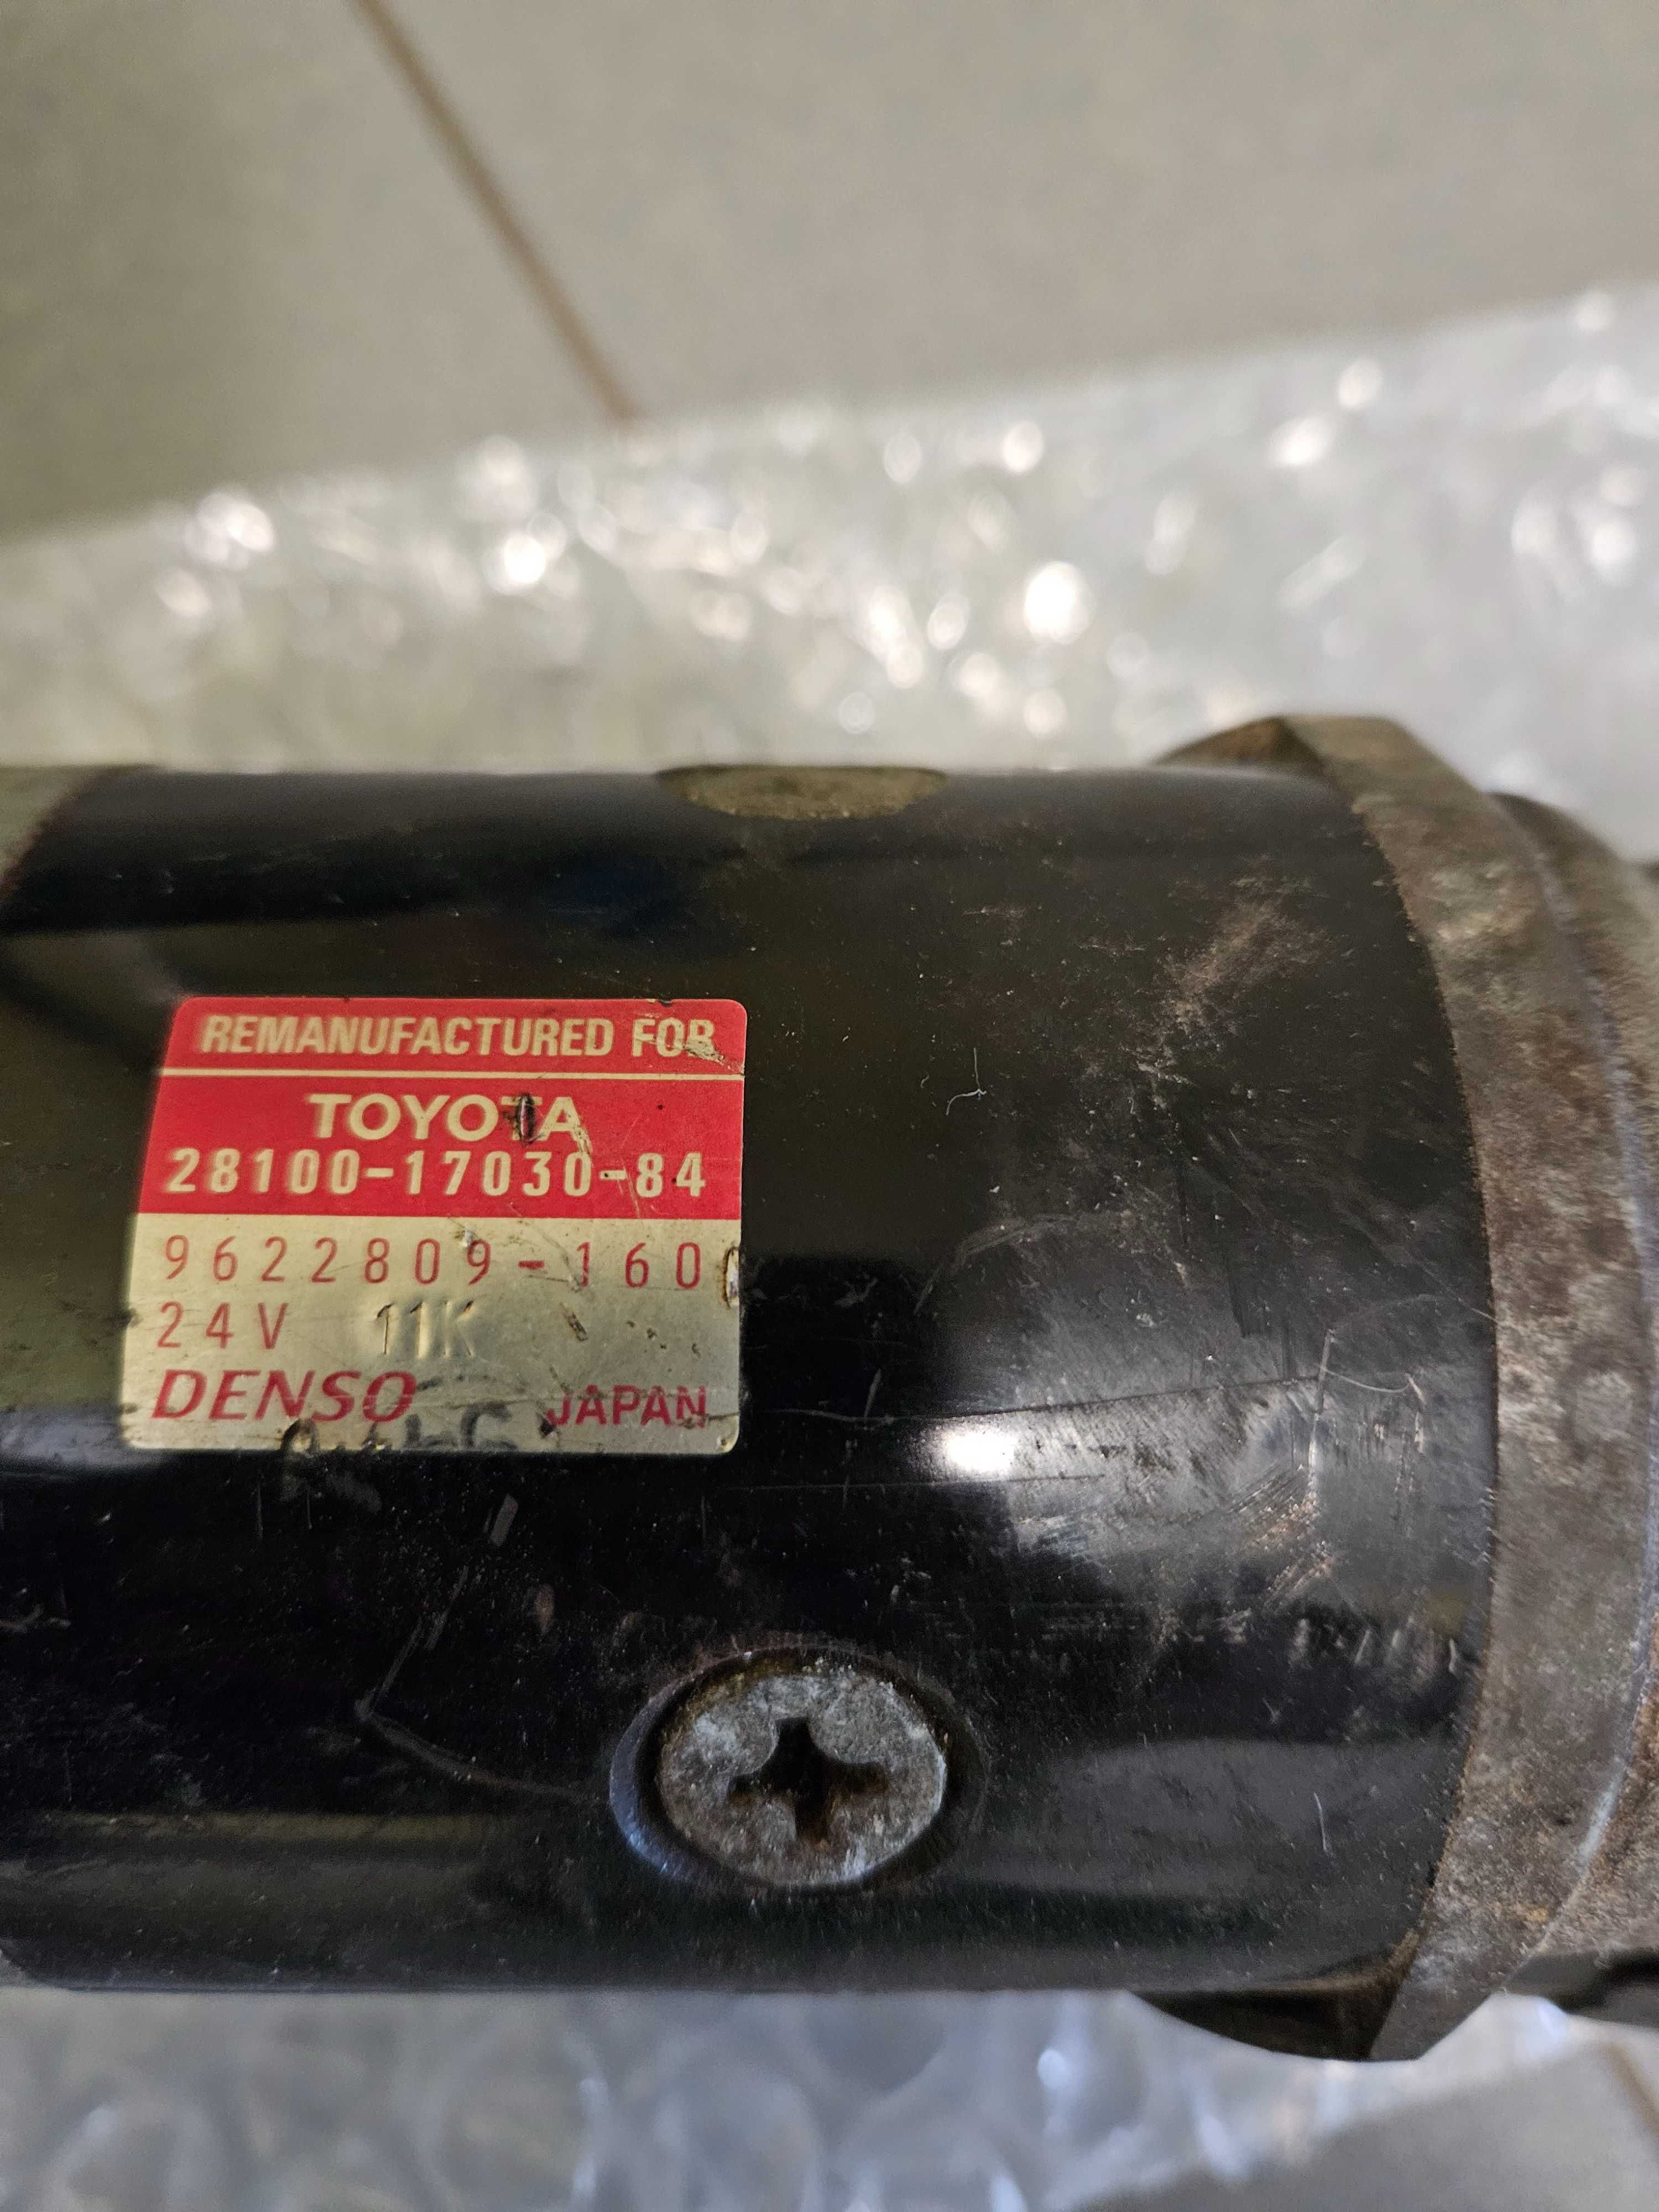 REMANUFACTURED FOR
TOYOTA
28100-17030-84
9622809-160
24V 11K
DENSO JAPAN